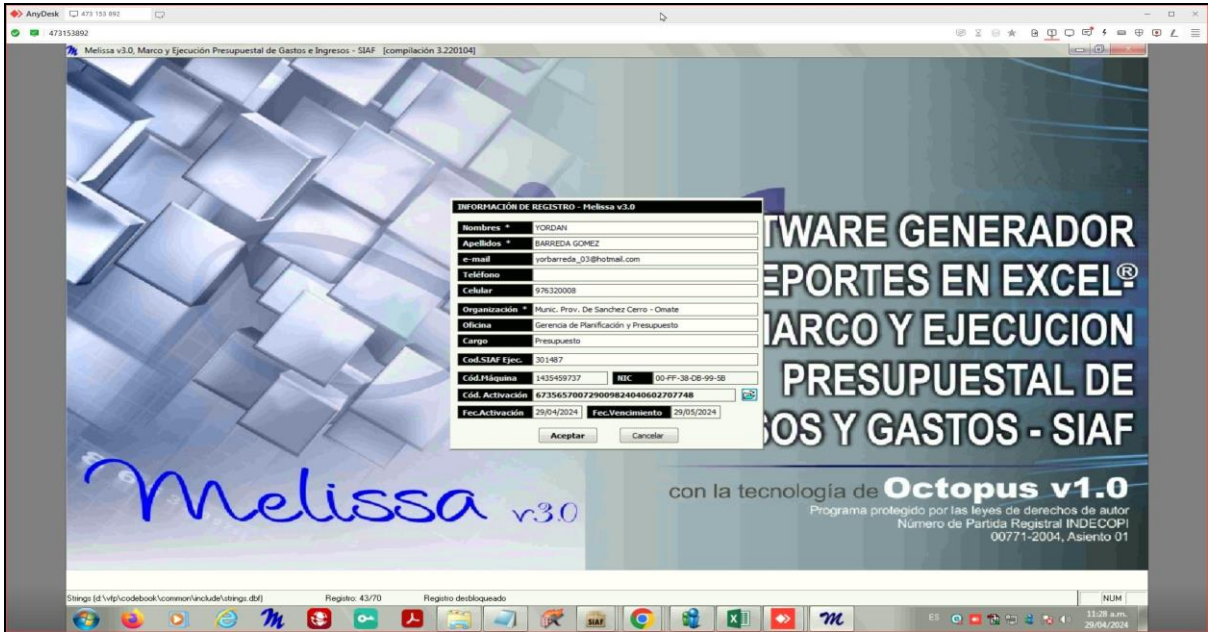 AnyDesk 473 153 892
473153892
Melissa v3.0, Marco y Ejecución Presupuestal de Gastos e Ingresos - SIAF [compilación 3.220104]
INFORMACIÓN DE REGISTRO - Melissa v3.0
Nombres * YORDAN
Apellidos * BARREDA GOMEZ
e-mail yorbarreda_03@hotmail.com
Teléfono
Celular 976320008
Organización * Munic. Prov. De Sanchez Cerro - Omate
Oficina Gerencia de Planificación y Presupuesto
Cargo Presupuesto
Cod.SIAF Ejec. 301487
Cód.Máquina 1435459737 NIC 00-FF-38-DB-99-5B
Cód. Activación 673565700729009824040602707748
Fec.Activación 29/04/2024 Fec.Vencimiento 29/05/2024
Aceptar Cancelar
TWARE GENERADOR
EPORTES EN EXCEL®
ARCO Y EJECUCION
PRESUPUESTAL DE
OS Y GASTOS - SIAF
Melissa v3.0
con la tecnología de Octopus v1.0
Programa protegido por las leyes de derechos de autor
Número de Partida Registral INDECOPI
00771-2004, Asiento 01
Strings (d:\vfp\codebook\common\include\strings.dbf) Registro: 43/70 Registro desbloqueado NUM
SIAF
ES 11:28 a.m.
29/04/2024